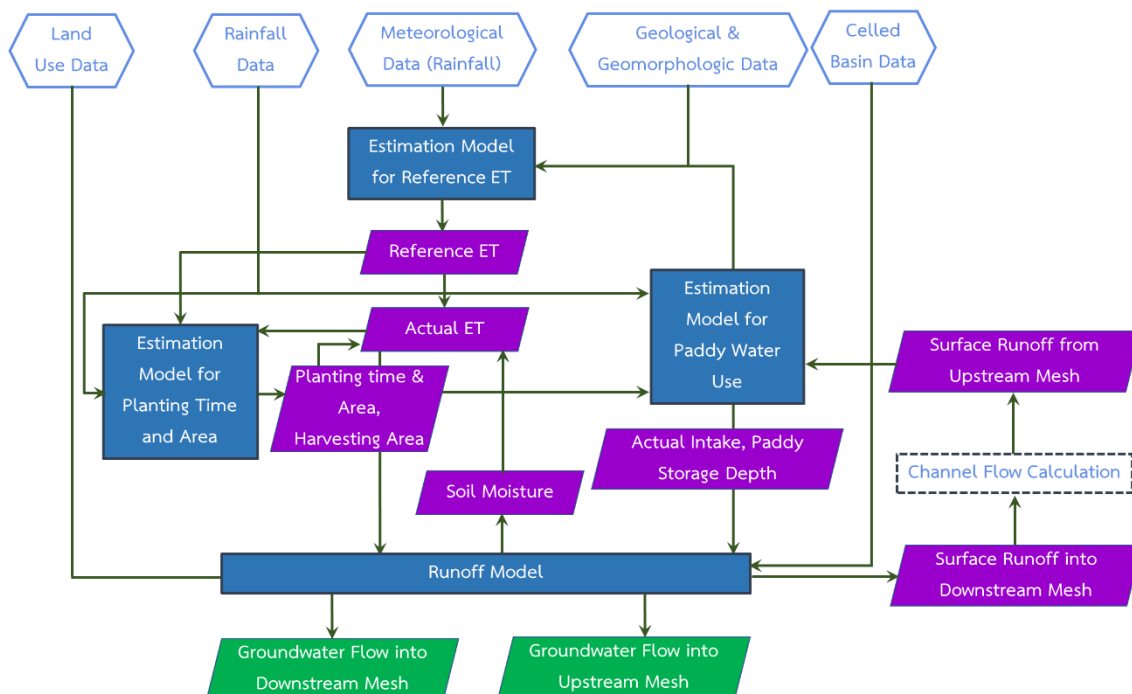 Land
Use Data
Rainfall
Data
Meteorological
Data (Rainfall)
Geological &
Geomorphologic Data
Celled
Basin Data
Estimation Model
for Reference ET
Reference ET
Actual ET
Estimation
Model for
Planting Time
and Area
Planting time &
Area,
Harvesting Area
Estimation
Model for
Paddy Water
Use
Surface Runoff from
Upstream Mesh
Actual Intake, Paddy
Storage Depth
Soil Moisture
Channel Flow Calculation
Runoff Model
Surface Runoff into
Downstream Mesh
Groundwater Flow into
Downstream Mesh
Groundwater Flow into
Upstream Mesh